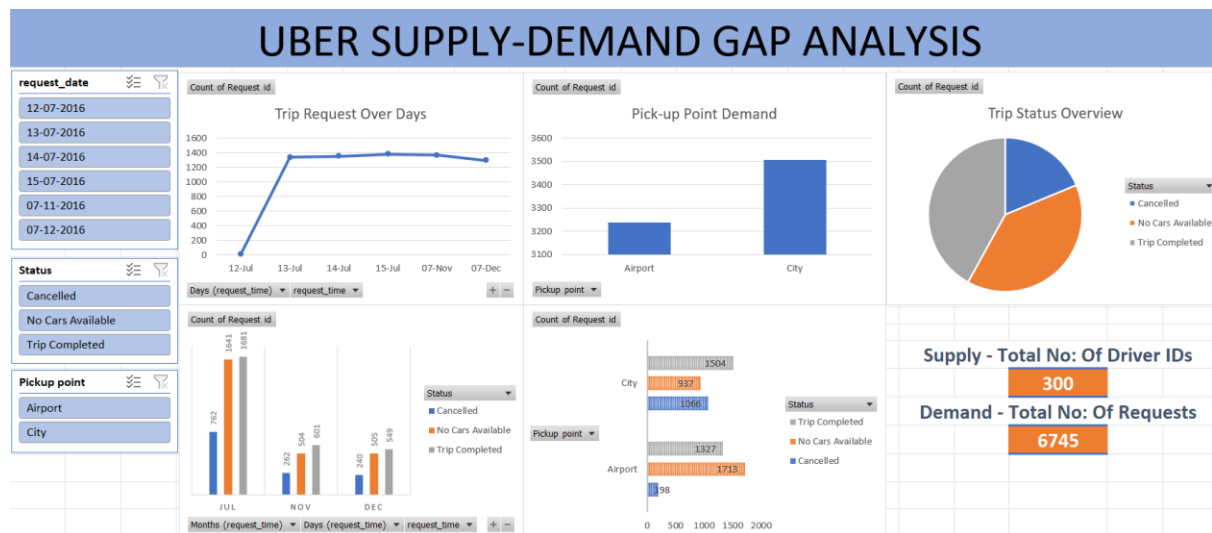 UBER SUPPLY-DEMAND GAP ANALYSIS
request_date
12-07-2016
13-07-2016
14-07-2016
15-07-2016
07-11-2016
07-12-2016
Status
Cancelled
No Cars Available
Trip Completed
Pickup point
Airport
City
Count of Request id
Trip Request Over Days
1600
1400
1200
1000
800
600
400
200
0
12-Jul 13-Jul 14-Jul 15-Jul 07-Nov 07-Dec
Days (request_time) request_time + -
Count of Request id
Pick-up Point Demand
3600
3500
3400
3300
3200
3100
Airport City
Pickup point
Count of Request id
Trip Status Overview
Status
Cancelled
No Cars Available
Trip Completed
Count of Request id
762 1641 1681
262 504 601
240 505 549
JUL NOV DEC
Status
Cancelled
No Cars Available
Trip Completed
Months (request_time) Days (request_time) request_time + -
Count of Request id
City
1504
937
1066
Pickup point
Airport
1327
1713
198
0 500 1000 1500 2000
Status
Trip Completed
No Cars Available
Cancelled
Supply - Total No: Of Driver IDs
300
Demand - Total No: Of Requests
6745